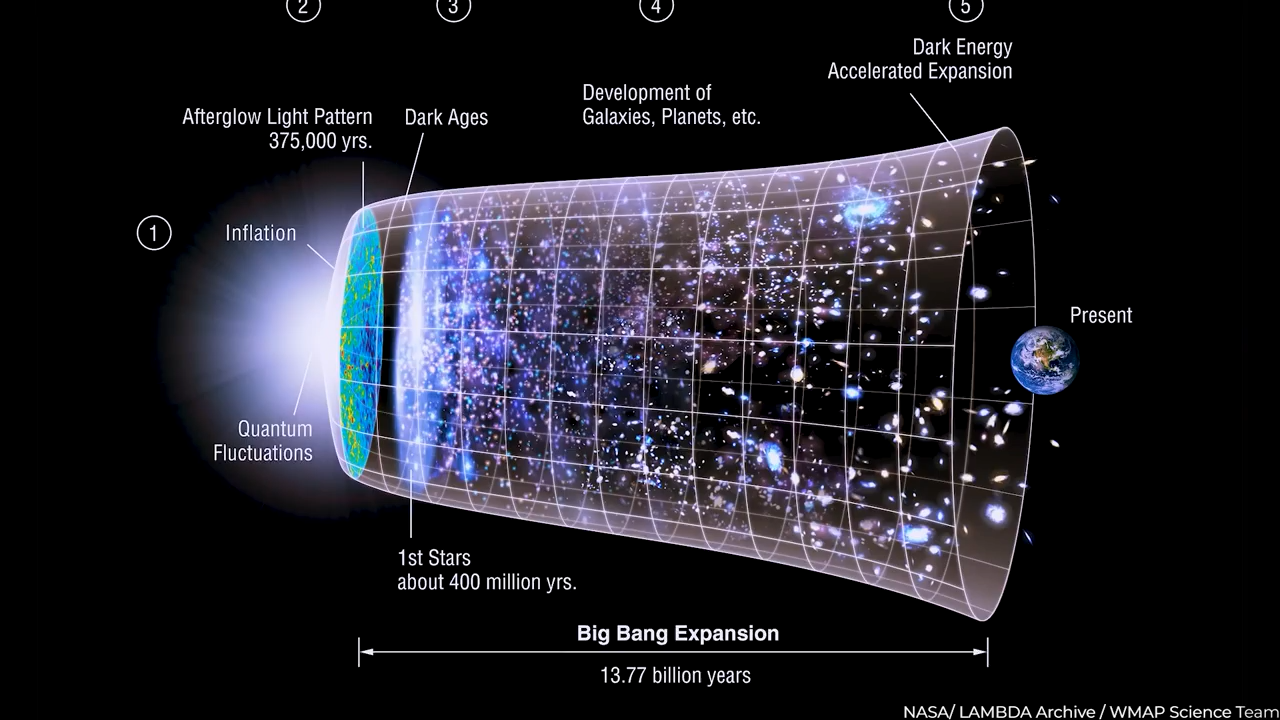 2
3
4
5
Dark Energy
Accelerated Expansion
Development of
Galaxies, Planets, etc.
Afterglow Light Pattern
375,000 yrs.
Dark Ages
1
Inflation
Present
Quantum
Fluctuations
1st Stars
about 400 million yrs.
Big Bang Expansion
13.77 billion years
NASA/ LAMBDA Archive / WMAP Science Team